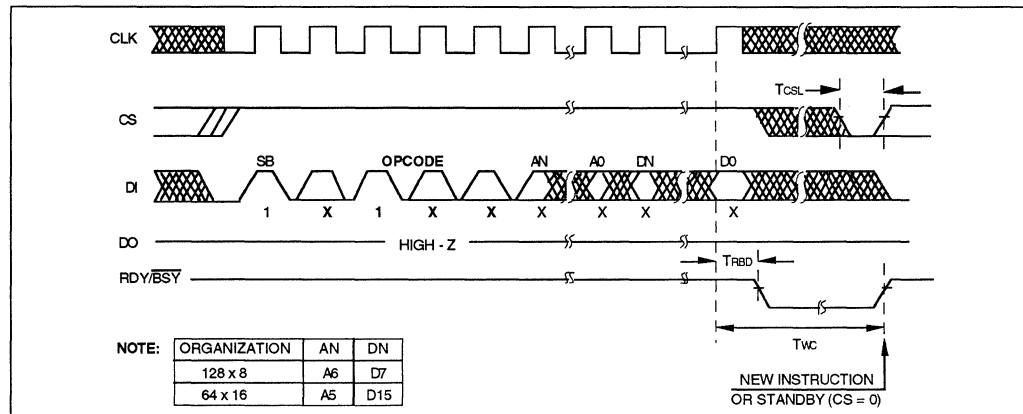 CLK
TCSL
CS
SB OPCODE AN A0 DN D0
DI
1 X 1 X X X X X X
DO HIGH - Z
TRBD
RDY/BSY
TWC
NOTE: ORGANIZATION AN DN
128 x 8 A6 D7
64 x 16 A5 D15
NEW INSTRUCTION
OR STANDBY (CS = 0)